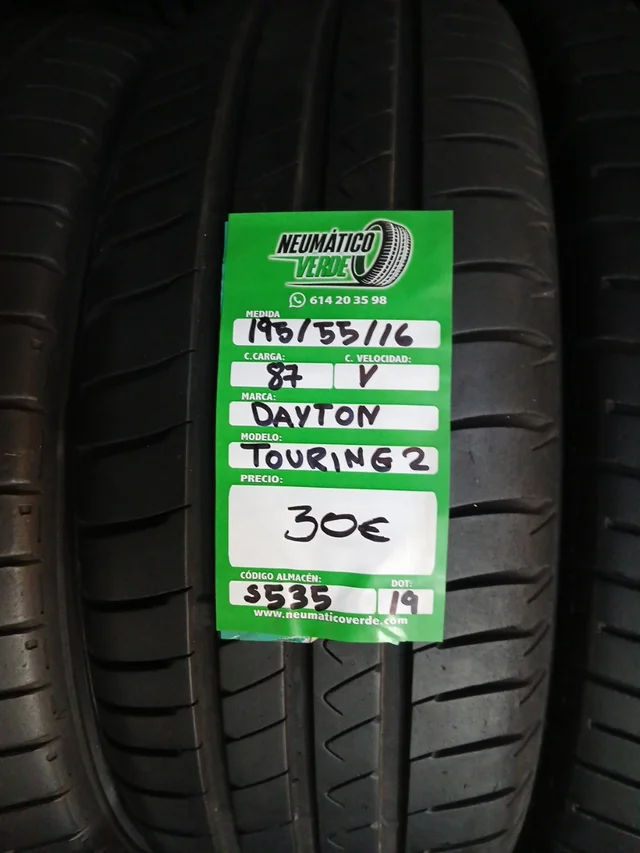 NEUMÁTICO
VERDE
614 20 35 98
MEDIDA
195/55/16
C.CARGA: C. VELOCIDAD:
87 V
MARCA:
DAYTON
MODELO:
TOURING 2
PRECIO:
30€
CÓDIGO ALMACÉN: DOT:
S535 19
www.neumaticoverde.com